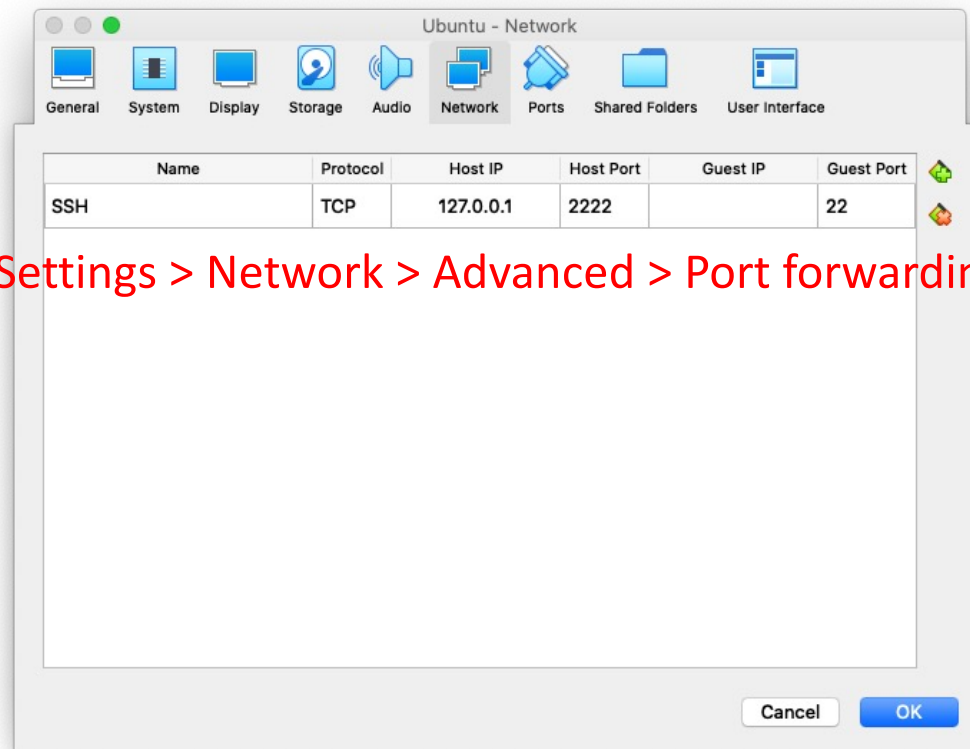 Ubuntu - Network
General System Display Storage Audio Network Ports Shared Folders User Interface
Name Protocol Host IP Host Port Guest IP Guest Port
SSH TCP 127.0.0.1 2222 22
Settings > Network > Advanced > Port forwardin
Cancel OK